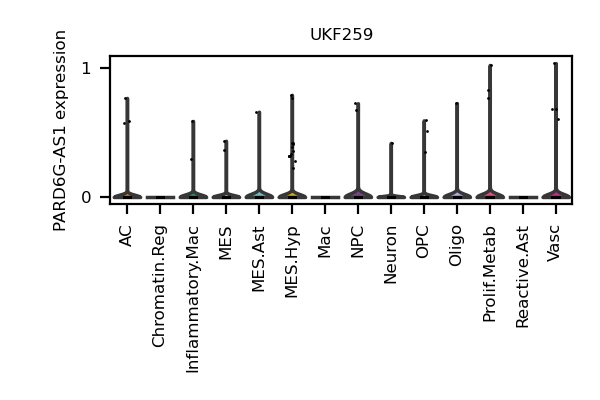 UKF259
PARD6G-AS1 expression
1
0
AC
Chromatin.Reg
Inflammatory.Mac
MES
MES.Ast
MES.Hyp
Mac
NPC
Neuron
OPC
Oligo
Prolif.Metab
Reactive.Ast
Vasc